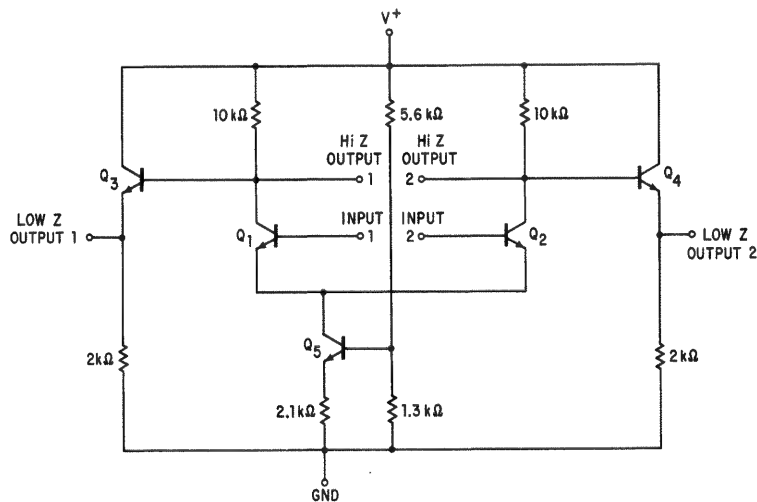 V+
10kΩ
5.6kΩ
10kΩ
Hi Z
OUTPUT
1
Hi Z
OUTPUT
2
Q3
Q4
LOW Z
OUTPUT 1
INPUT
1
INPUT
2
Q1
Q2
LOW Z
OUTPUT 2
Q5
2kΩ
2.1kΩ
1.3kΩ
2kΩ
GND